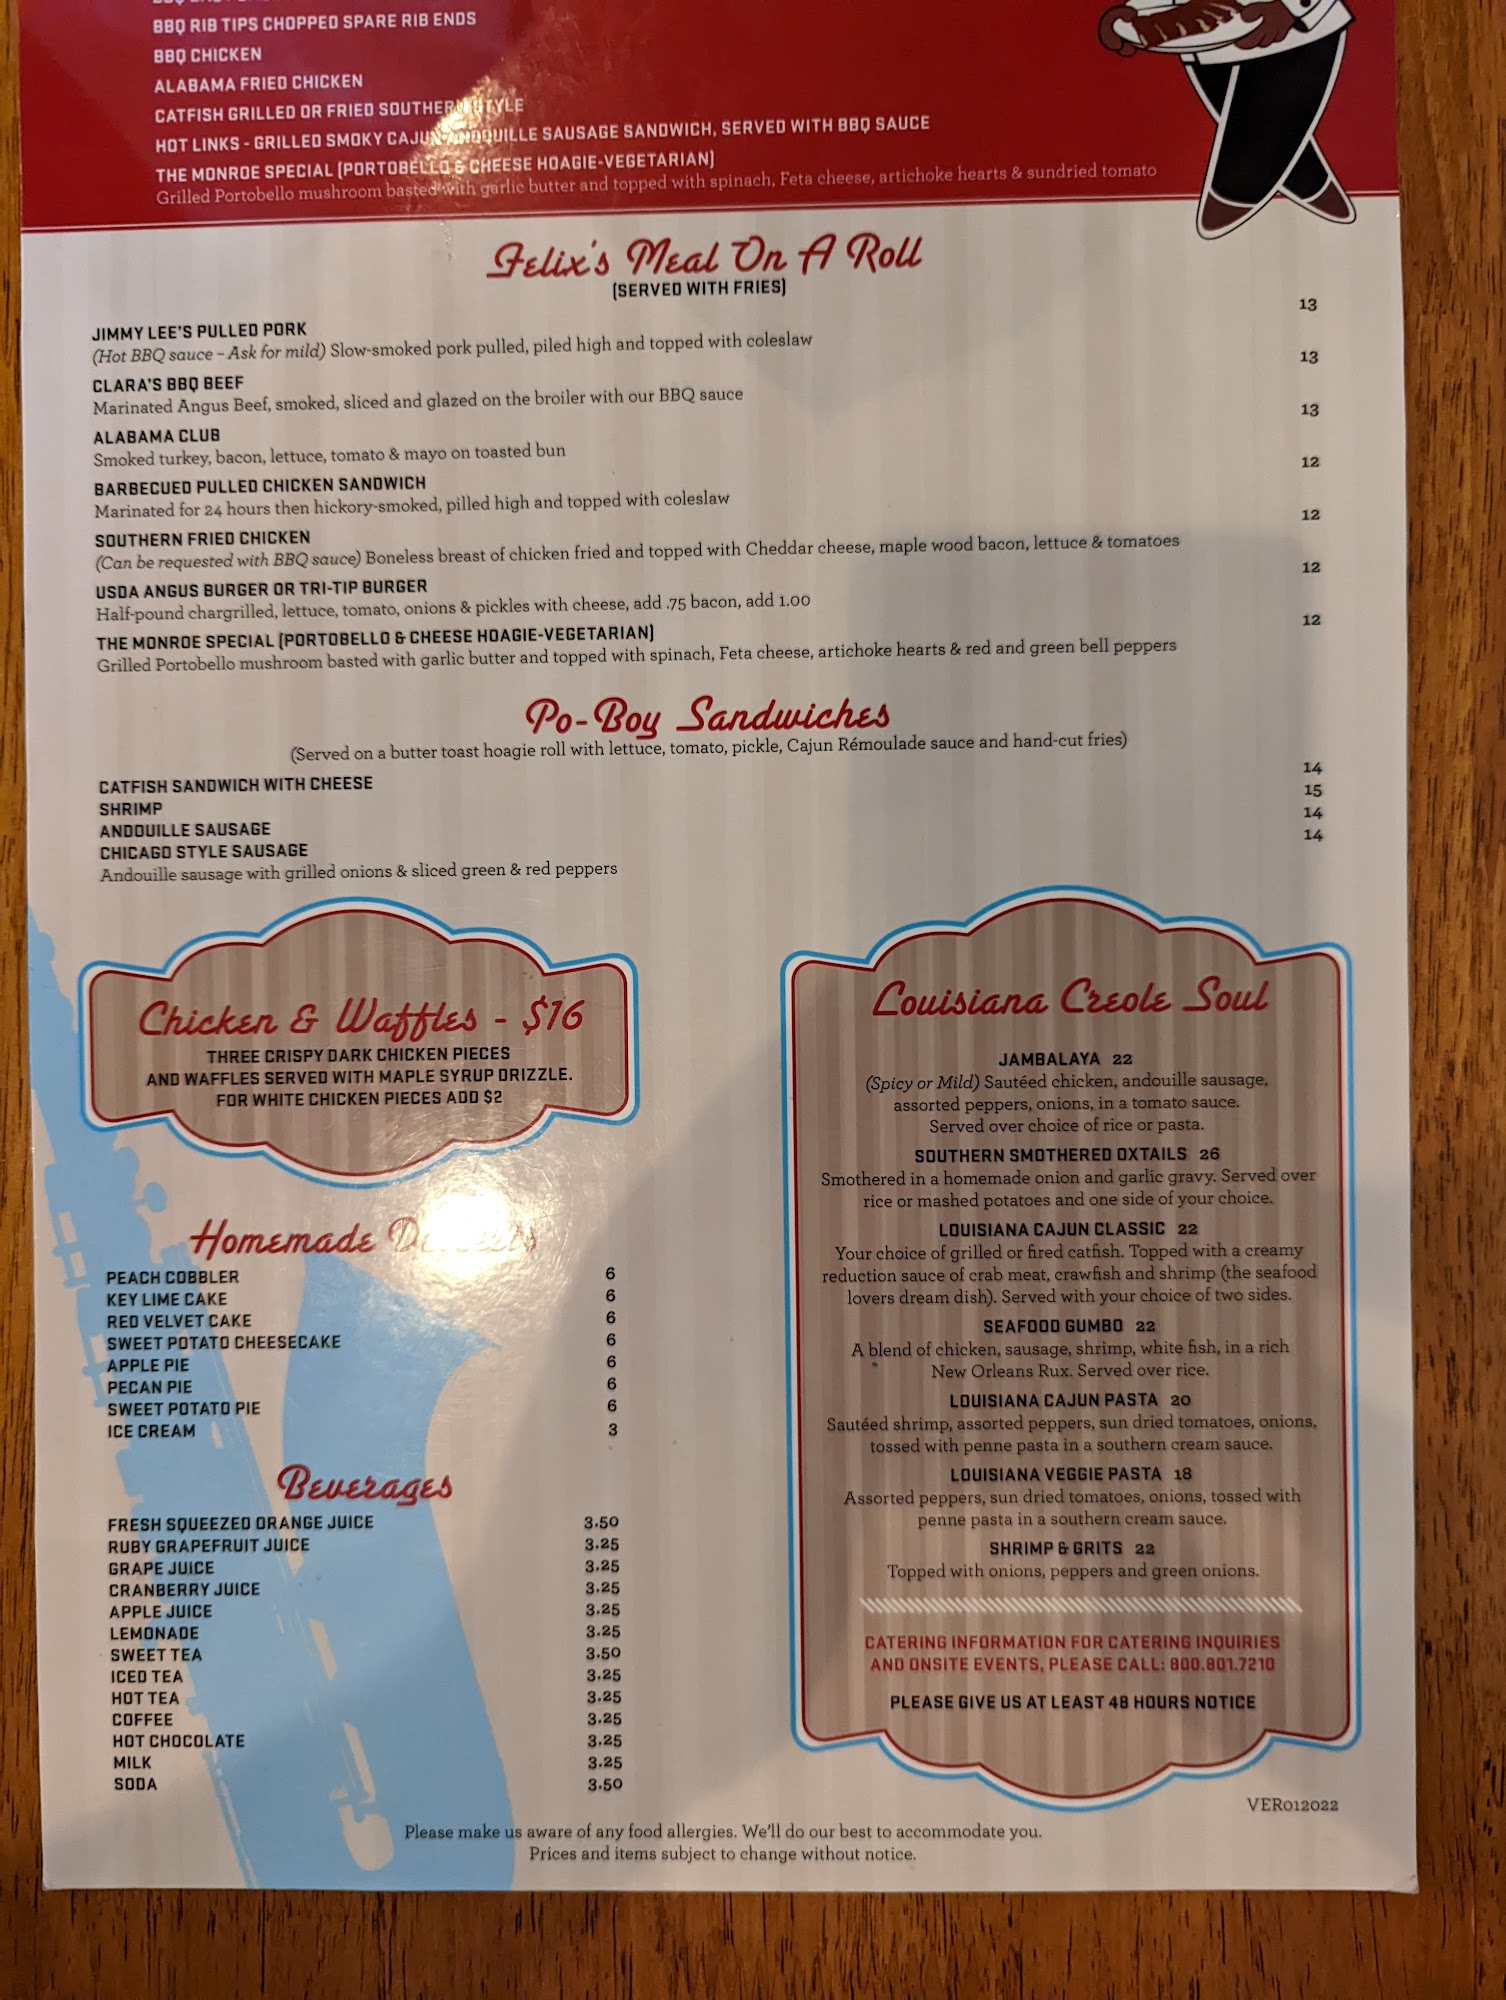 BBQ RIB TIPS CHOPPED SPARE RIB ENDS
BBQ CHICKEN
ALABAMA FRIED CHICKEN
CATFISH GRILLED OR FRIED SOUTHERN STYLE
HOT LINKS - GRILLED SMOKY CAJUN ANDOUILLE SAUSAGE SANDWICH, SERVED WITH BBQ SAUCE
THE MONROE SPECIAL (PORTOBELLO & CHEESE HOAGIE-VEGETARIAN)
Grilled Portobello mushroom basted with garlic butter and topped with spinach, Feta cheese, artichoke hearts & sundried tomato
Felix's Meal On A Roll
(SERVED WITH FRIES)
JIMMY LEE'S PULLED PORK 13
(Hot BBQ sauce – Ask for mild) Slow-smoked pork pulled, piled high and topped with coleslaw
CLARA'S BBQ BEEF 13
Marinated Angus Beef, smoked, sliced and glazed on the broiler with our BBQ sauce
ALABAMA CLUB 13
Smoked turkey, bacon, lettuce, tomato & mayo on toasted bun
BARBECUED PULLED CHICKEN SANDWICH 12
Marinated for 24 hours then hickory-smoked, pilled high and topped with coleslaw
SOUTHERN FRIED CHICKEN 12
(Can be requested with BBQ sauce) Boneless breast of chicken fried and topped with Cheddar cheese, maple wood bacon, lettuce & tomatoes
USDA ANGUS BURGER OR TRI-TIP BURGER 12
Half-pound chargrilled, lettuce, tomato, onions & pickles with cheese, add .75 bacon, add 1.00
THE MONROE SPECIAL (PORTOBELLO & CHEESE HOAGIE-VEGETARIAN) 12
Grilled Portobello mushroom basted with garlic butter and topped with spinach, Feta cheese, artichoke hearts & red and green bell peppers
Po-Boy Sandwiches
(Served on a butter toast hoagie roll with lettuce, tomato, pickle, Cajun Rémoulade sauce and hand-cut fries)
CATFISH SANDWICH WITH CHEESE 14
SHRIMP 15
ANDOUILLE SAUSAGE 14
CHICAGO STYLE SAUSAGE 14
Andouille sausage with grilled onions & sliced green & red peppers
Chicken & Waffles - $16
THREE CRISPY DARK CHICKEN PIECES
AND WAFFLES SERVED WITH MAPLE SYRUP DRIZZLE.
FOR WHITE CHICKEN PIECES ADD $2
Homemade
PEACH COBBLER 6
KEY LIME CAKE 6
RED VELVET CAKE 6
SWEET POTATO CHEESECAKE 6
APPLE PIE 6
PECAN PIE 6
SWEET POTATO PIE 6
ICE CREAM 3
Beverages
FRESH SQUEEZED ORANGE JUICE 3.50
RUBY GRAPEFRUIT JUICE 3.25
GRAPE JUICE 3.25
CRANBERRY JUICE 3.25
APPLE JUICE 3.25
LEMONADE 3.25
SWEET TEA 3.50
ICED TEA 3.25
HOT TEA 3.25
COFFEE 3.25
HOT CHOCOLATE 3.25
MILK 3.25
SODA 3.50
Louisiana Creole Soul
JAMBALAYA 22
(Spicy or Mild) Sautéed chicken, andouille sausage,
assorted peppers, onions, in a tomato sauce.
Served over choice of rice or pasta.
SOUTHERN SMOTHERED OXTAILS 26
Smothered in a homemade onion and garlic gravy. Served over
rice or mashed potatoes and one side of your choice.
LOUISIANA CAJUN CLASSIC 22
Your choice of grilled or fired catfish. Topped with a creamy
reduction sauce of crab meat, crawfish and shrimp (the seafood
lovers dream dish). Served with your choice of two sides.
SEAFOOD GUMBO 22
A blend of chicken, sausage, shrimp, white fish, in a rich
New Orleans Rux. Served over rice.
LOUISIANA CAJUN PASTA 20
Sautéed shrimp, assorted peppers, sun dried tomatoes, onions,
tossed with penne pasta in a southern cream sauce.
LOUISIANA VEGGIE PASTA 18
Assorted peppers, sun dried tomatoes, onions, tossed with
penne pasta in a southern cream sauce.
SHRIMP & GRITS 22
Topped with onions, peppers and green onions.
CATERING INFORMATION FOR CATERING INQUIRIES
AND ONSITE EVENTS, PLEASE CALL: 800.801.7210
PLEASE GIVE US AT LEAST 48 HOURS NOTICE
VER012022
Please make us aware of any food allergies. We'll do our best to accommodate you.
Prices and items subject to change without notice.